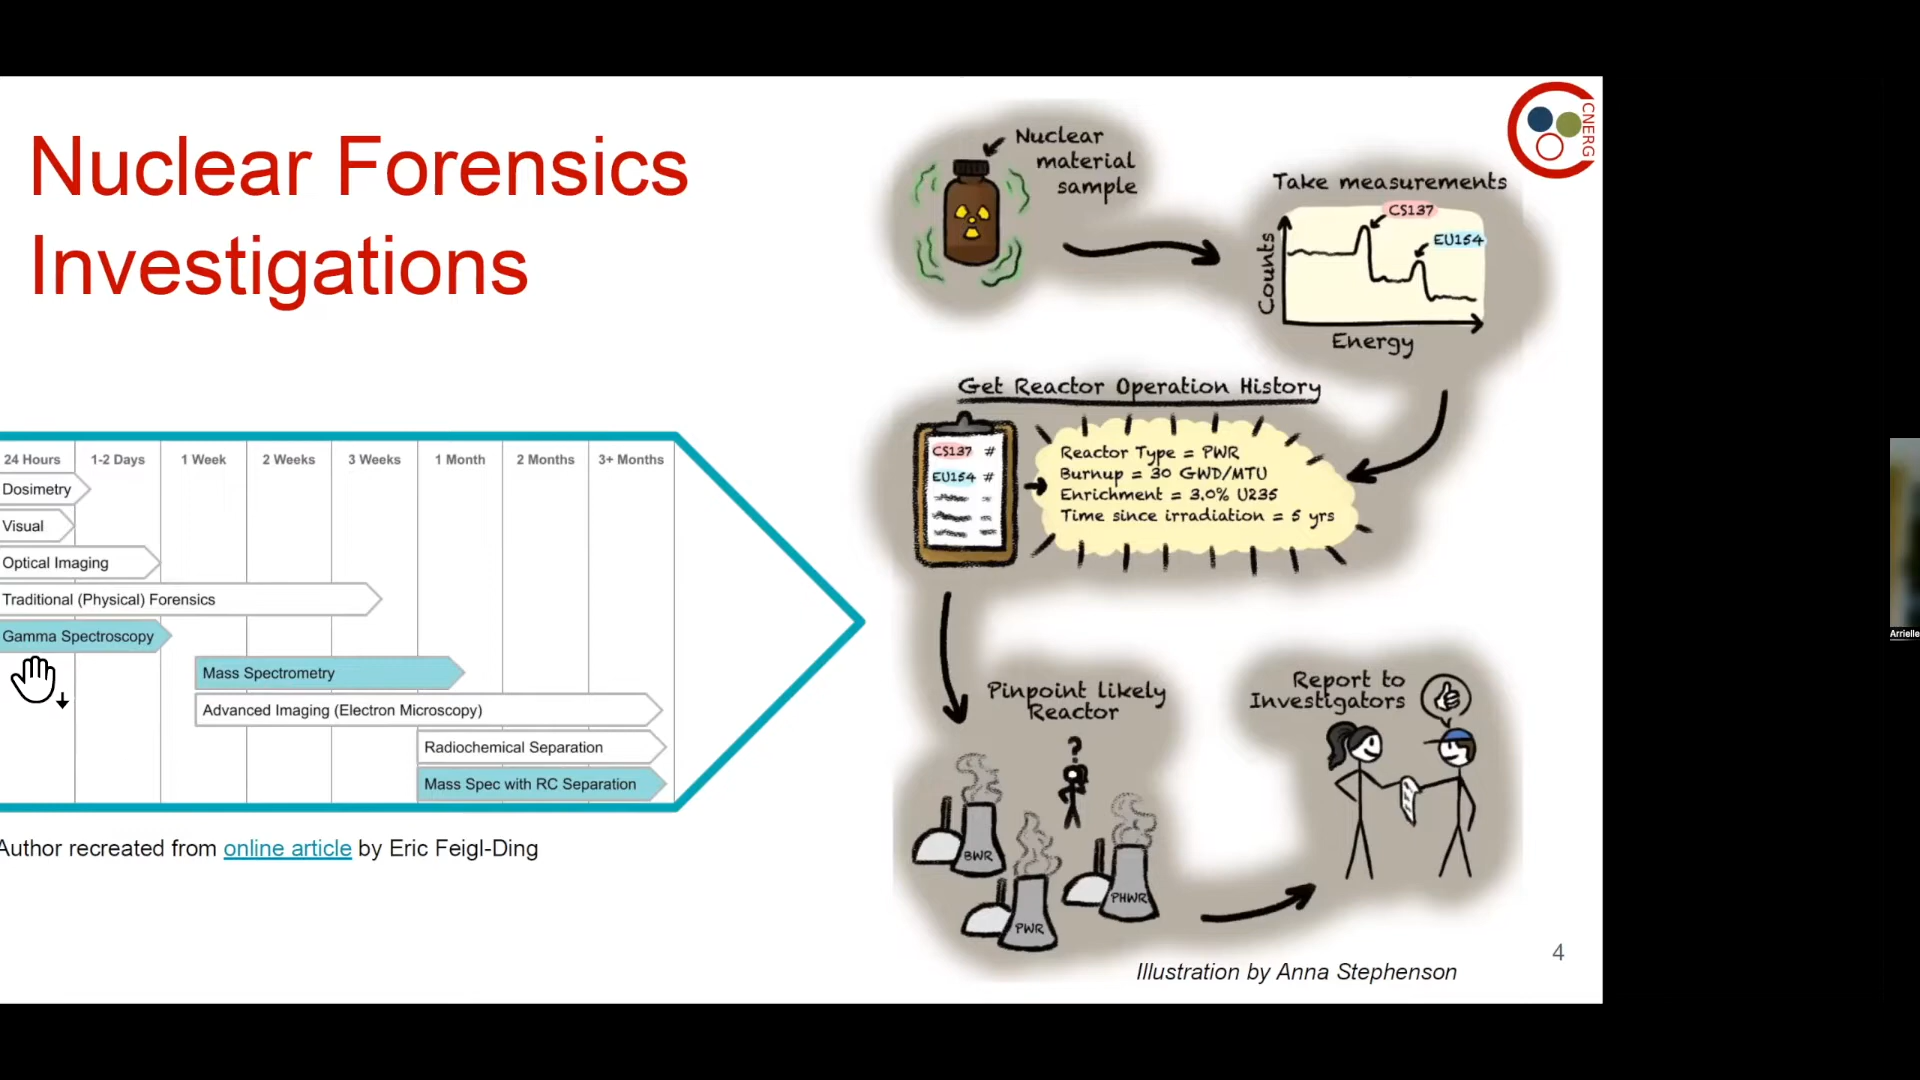 Nuclear Forensics
Investigations
24 Hours
1-2 Days
1 Week
2 Weeks
3 Weeks
1 Month
2 Months
3+ Months
Dosimetry
Visual
Optical Imaging
Traditional (Physical) Forensics
Gamma Spectroscopy
Mass Spectrometry
Advanced Imaging (Electron Microscopy)
Radiochemical Separation
Mass Spec with RC Separation
Author recreated from online article by Eric Feigl-Ding
Nuclear
material
sample
Take measurements
CS137
EU154
Counts
Energy
CNERG
Get Reactor Operation History
CS137 #
EU154 #
Reactor Type = PWR
Burnup = 30 GWD/MTU
Enrichment = 3.0% U235
Time since irradiation = 5 yrs
Pinpoint likely
Reactor
?
BWR
PWR
PHWR
Report to
Investigators
Illustration by Anna Stephenson
4
Arrielle